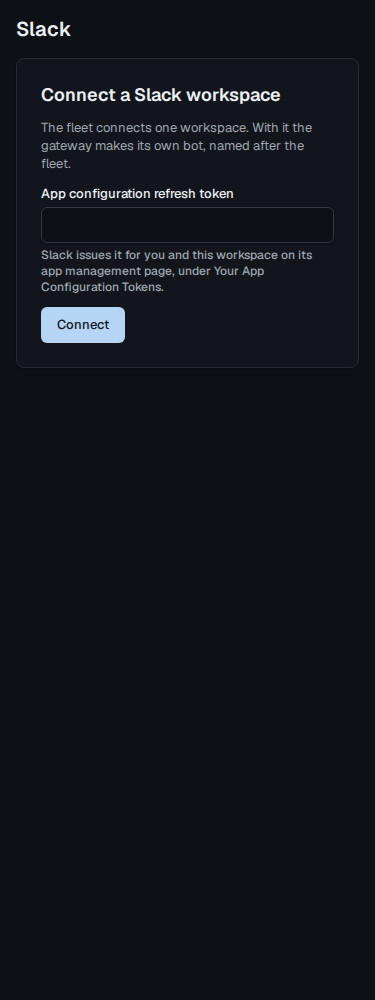 Slack
Connect a Slack workspace
The fleet connects one workspace. With it the
gateway makes its own bot, named after the
fleet.
App configuration refresh token
Slack issues it for you and this workspace on its
app management page, under Your App
Configuration Tokens.
Connect